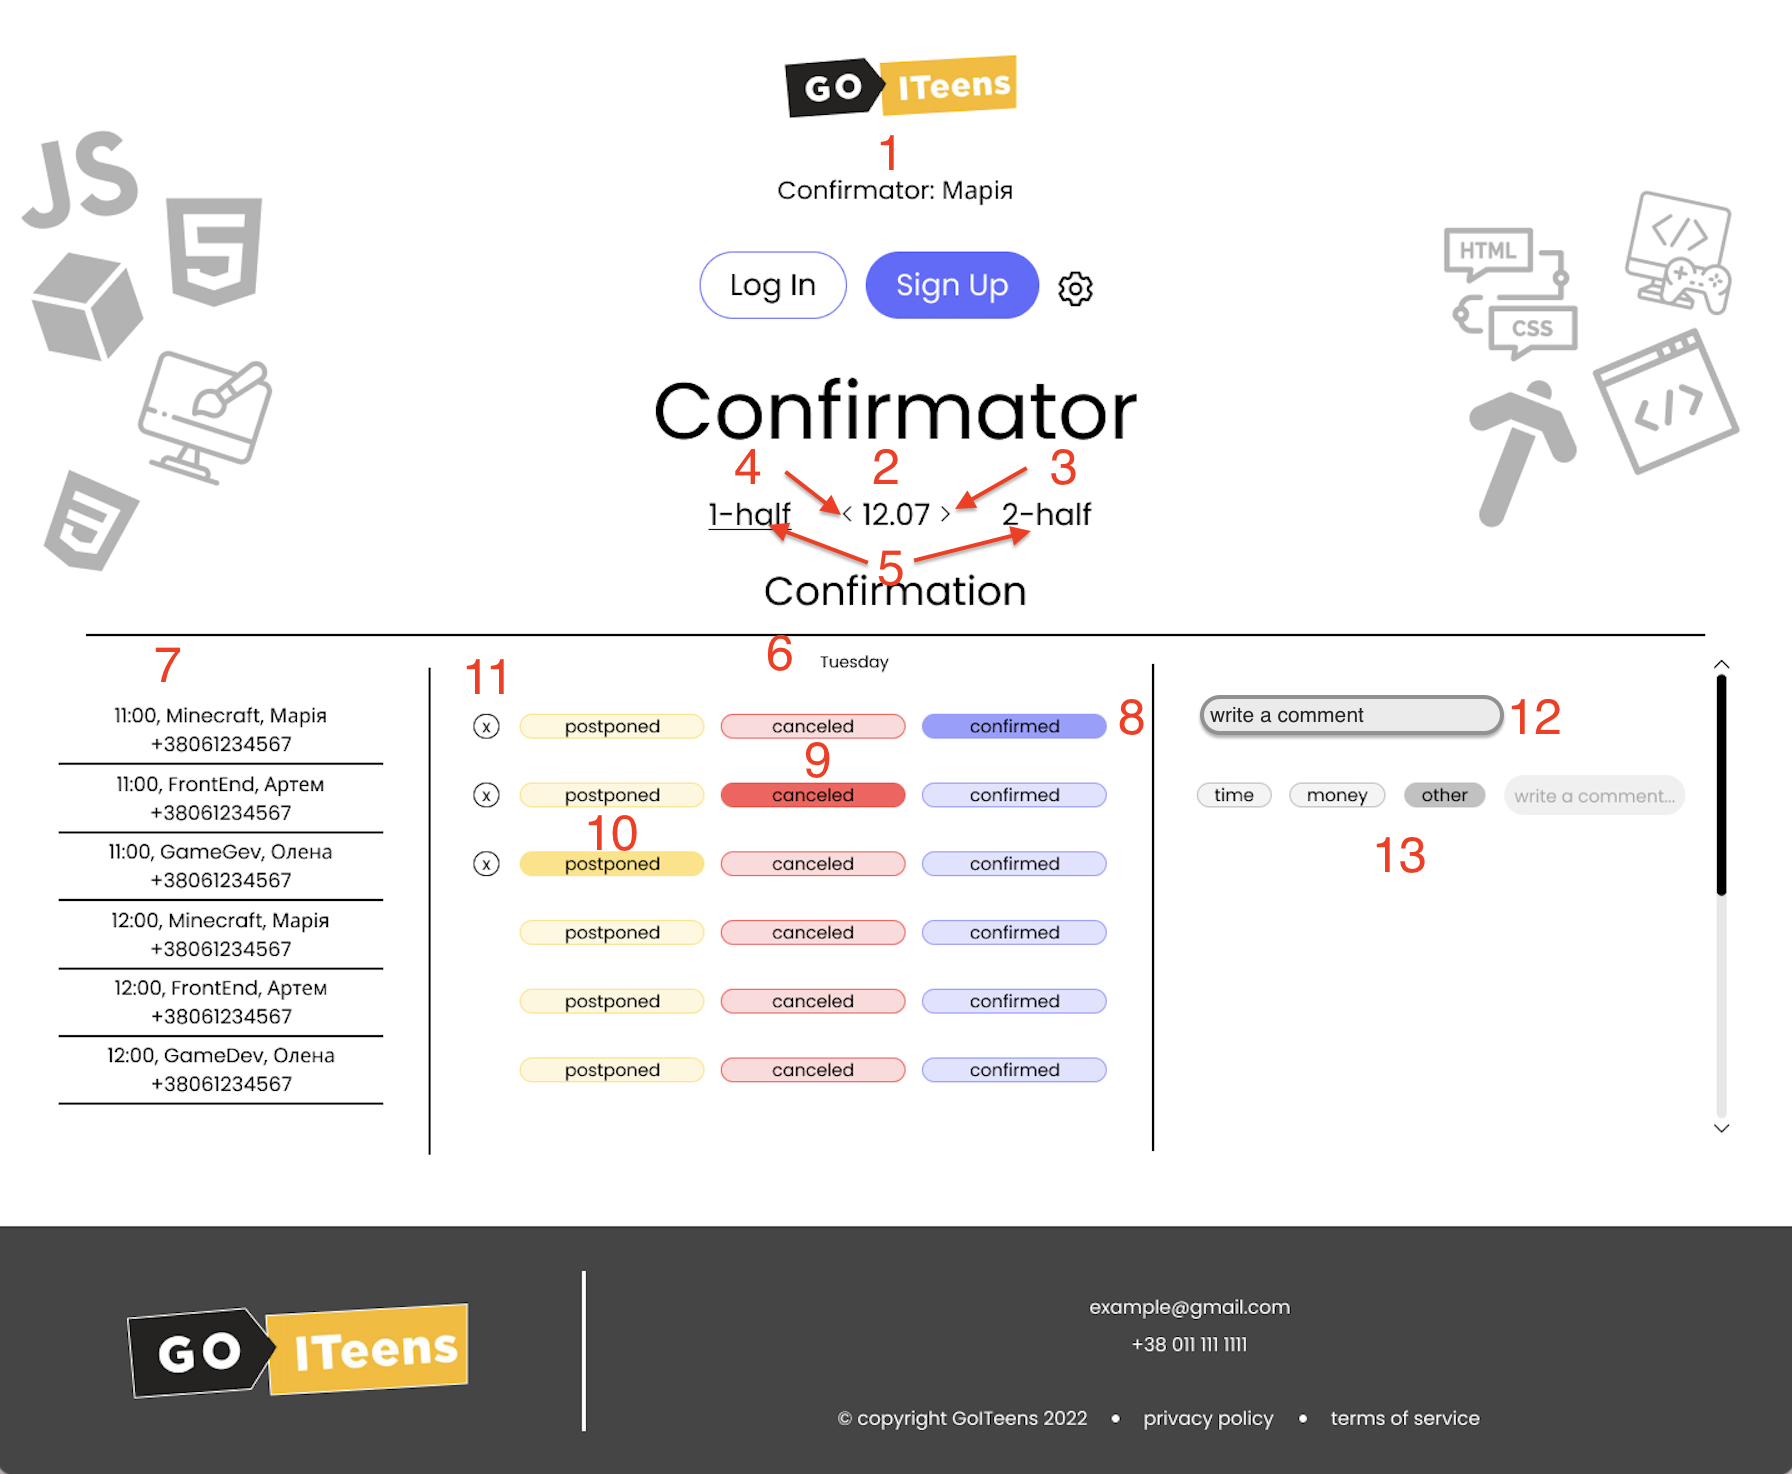 GO ITeens
1
Confirmator: Марія
JS
5
HTML
CSS
</>
</>
3
Log In
Sign Up
Confirmator
4
2
3
1-half
< 12.07 >
2-half
5
Confirmation
7
11
6
Tuesday
11:00, Minecraft, Марія
+38061234567
x
postponed
canceled
confirmed
8
write a comment
12
9
11:00, FrontEnd, Артем
+38061234567
x
postponed
canceled
confirmed
time
money
other
write a comment...
10
13
11:00, GameGev, Олена
+38061234567
x
postponed
canceled
confirmed
12:00, Minecraft, Марія
+38061234567
postponed
canceled
confirmed
12:00, FrontEnd, Артем
+38061234567
postponed
canceled
confirmed
12:00, GameDev, Олена
+38061234567
postponed
canceled
confirmed
GO ITeens
example@gmail.com
+38 011 111 1111
© copyright GoITeens 2022 • privacy policy • terms of service